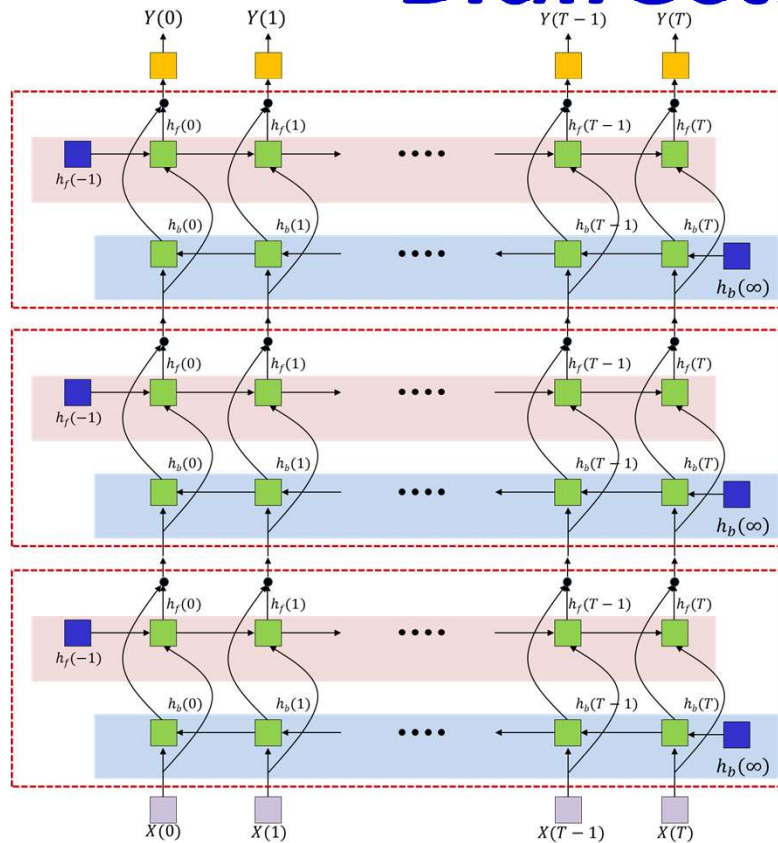 Y(0) Y(1) Y(T − 1) Y(T)
h_f(0) h_f(1) h_f(T − 1) h_f(T)
h_f(−1)
h_b(0) h_b(1) h_b(T − 1) h_b(T)
h_b(∞)
h_f(0) h_f(1) h_f(T − 1) h_f(T)
h_f(−1)
h_b(0) h_b(1) h_b(T − 1) h_b(T)
h_b(∞)
h_f(0) h_f(1) h_f(T − 1) h_f(T)
h_f(−1)
h_b(0) h_b(1) h_b(T − 1) h_b(T)
h_b(∞)
X(0) X(1) X(T − 1) X(T)